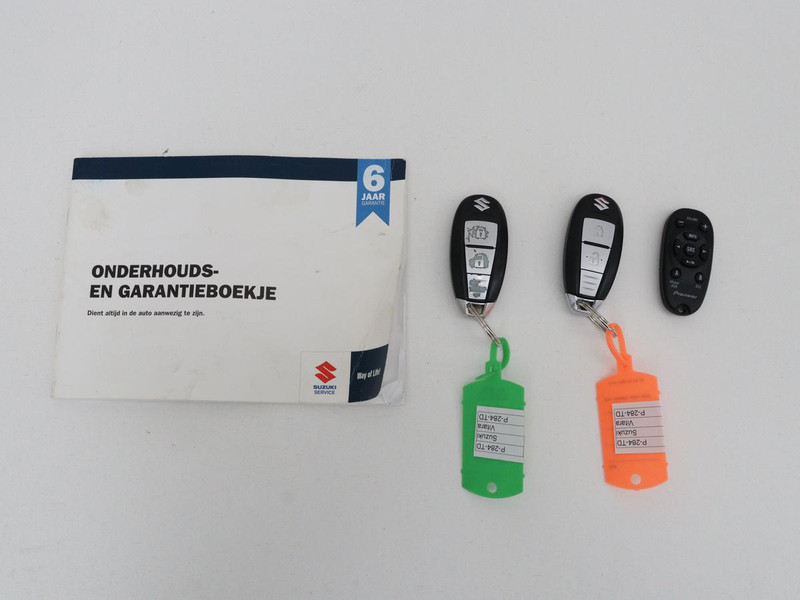 6
JAAR
GARANTIE
ONDERHOUDS-
EN GARANTIEBOEKJE
Dient altijd in de auto aanwezig te zijn.
SUZUKI
SERVICE
Way of Life!
P-284-TD
Suzuki
Vitara
P-284-TD
P-284-TD
Suzuki
Vitara
P-284-TD
Pioneer